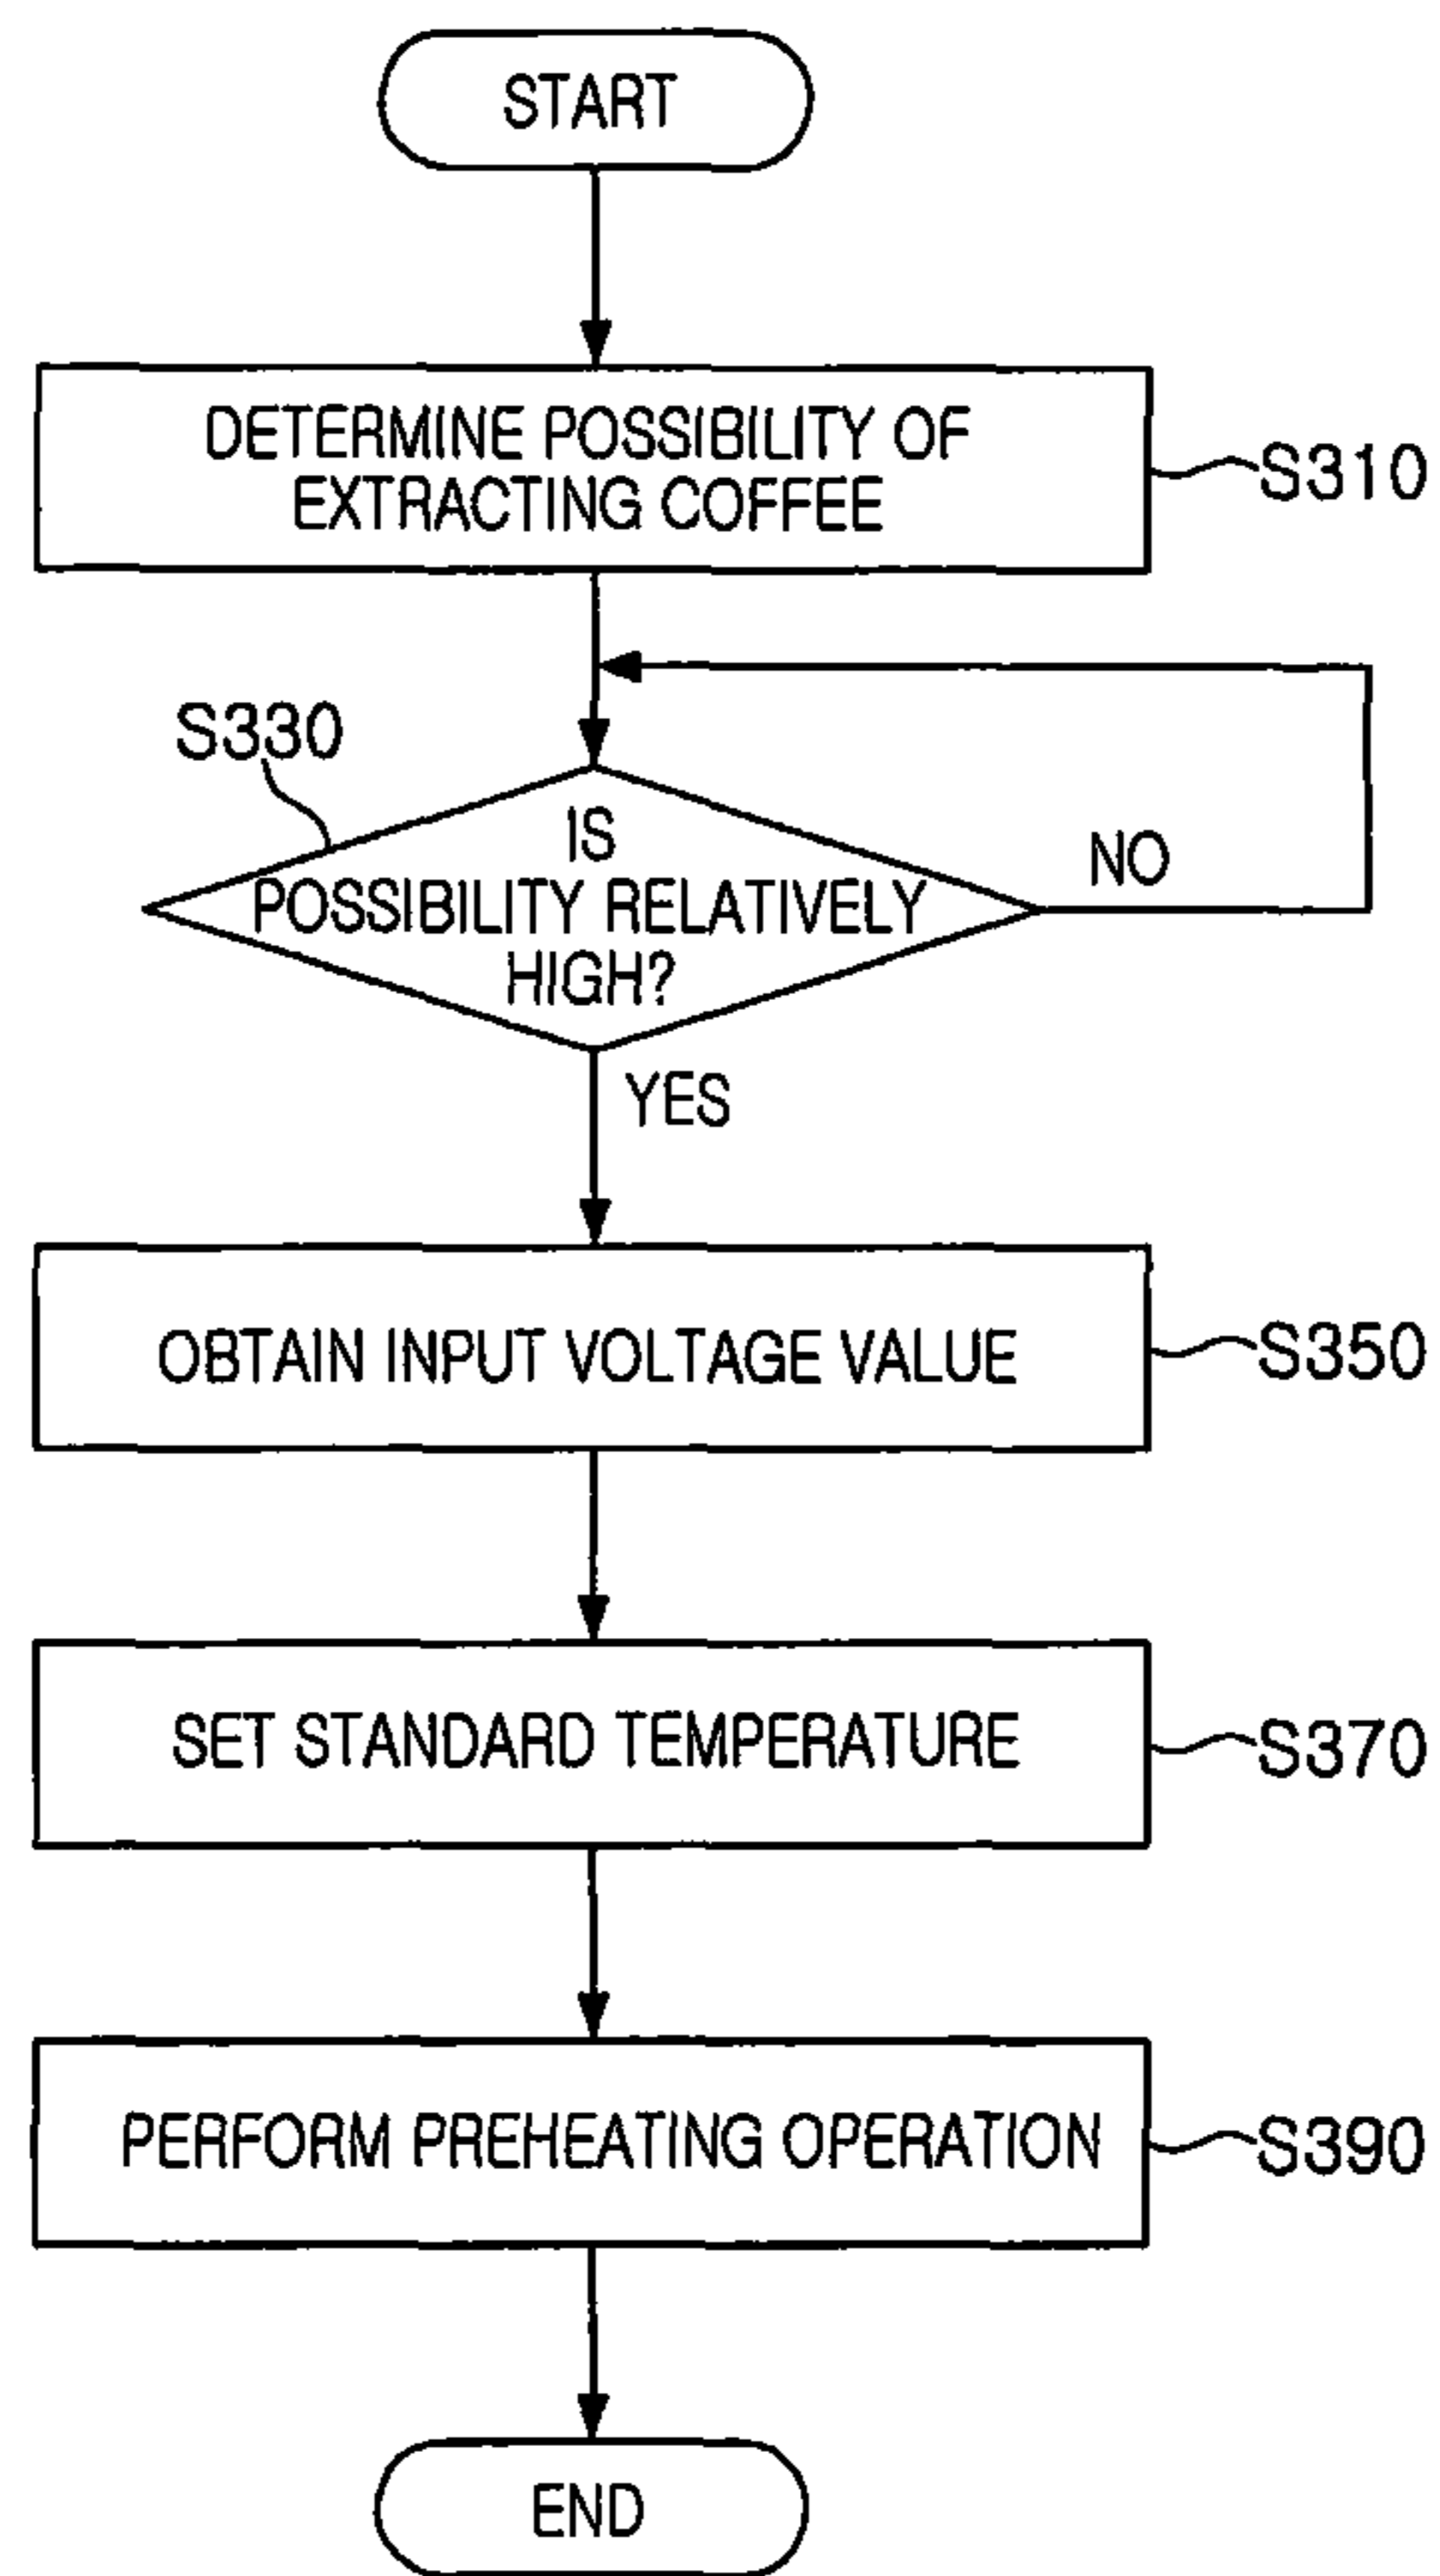 START
DETERMINE POSSIBILITY OF
EXTRACTING COFFEE
S310
S330
IS
POSSIBILITY RELATIVELY
HIGH?
NO
YES
OBTAIN INPUT VOLTAGE VALUE
S350
SET STANDARD TEMPERATURE
S370
PERFORM PREHEATING OPERATION
S390
END